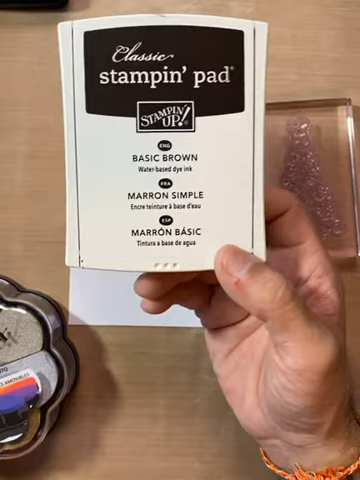 Classic
stampin' pad®
STAMPIN'
UP!®
ENG
BASIC BROWN
Water-based dye ink
FRA
MARRON SIMPLE
Encre teinture à base d'eau
ESP
MARRÓN BÁSIC
Tintura a base de agua